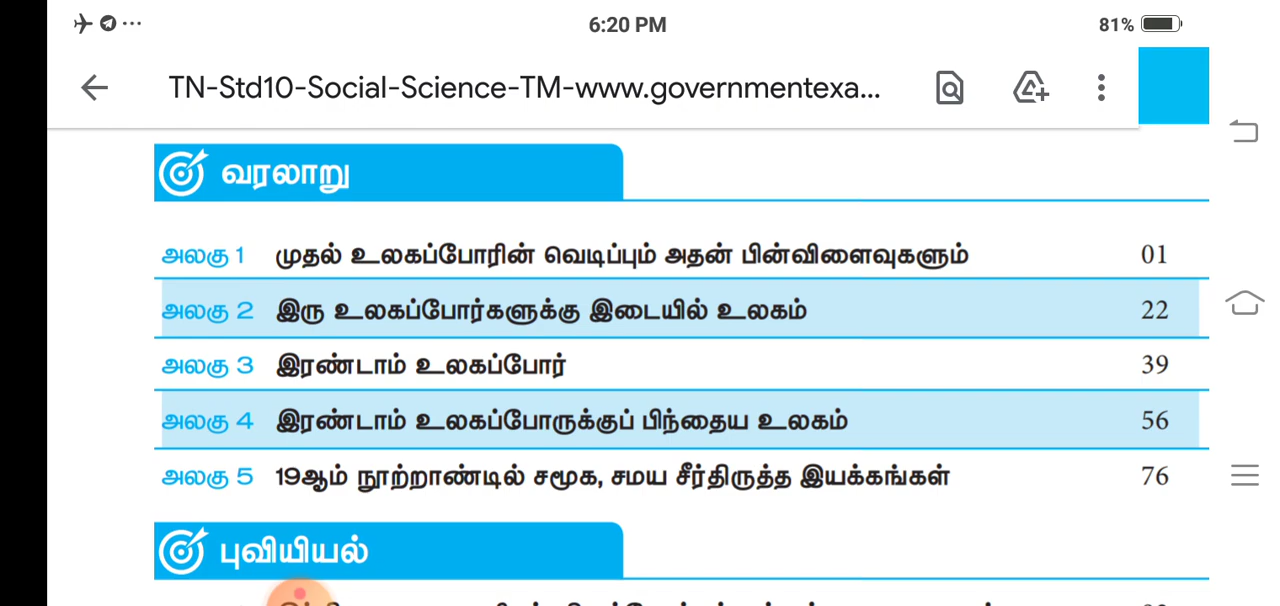 6:20 PM
81%
TN-Std10-Social-Science-TM-www.governmentexa...
வரலாறு
அலகு 1 முதல் உலகப்போரின் வெடிப்பும் அதன் பின்விளைவுகளும் 01
அலகு 2 இரு உலகப்போர்களுக்கு இடையில் உலகம் 22
அலகு 3 இரண்டாம் உலகப்போர் 39
அலகு 4 இரண்டாம் உலகப்போருக்குப் பிந்தைய உலகம் 56
அலகு 5 19ஆம் நூற்றாண்டில் சமூக, சமய சீர்திருத்த இயக்கங்கள் 76
புவியியல்